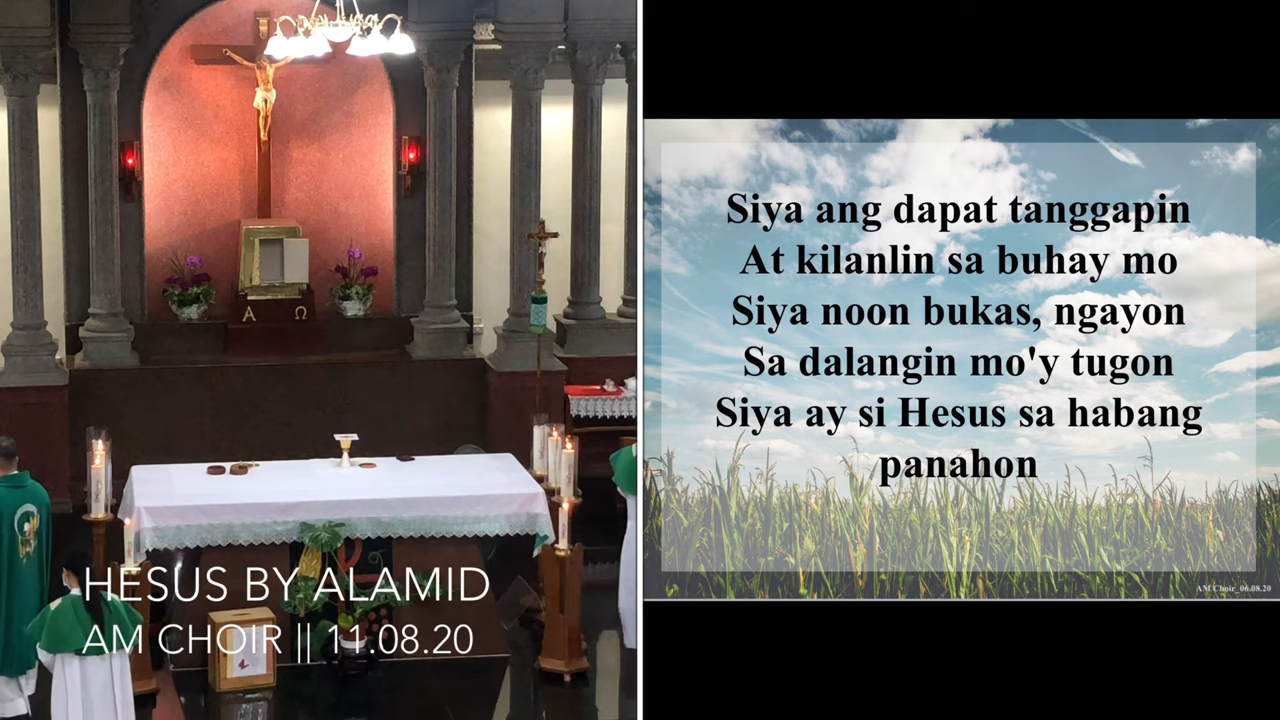 Α Ω
HESUS BY ALAMID
AM CHOIR || 11.08.20
Siya ang dapat tanggapin
At kilanlin sa buhay mo
Siya noon bukas, ngayon
Sa dalangin mo'y tugon
Siya ay si Hesus sa habang
panahon
AM Choir_06.08.20